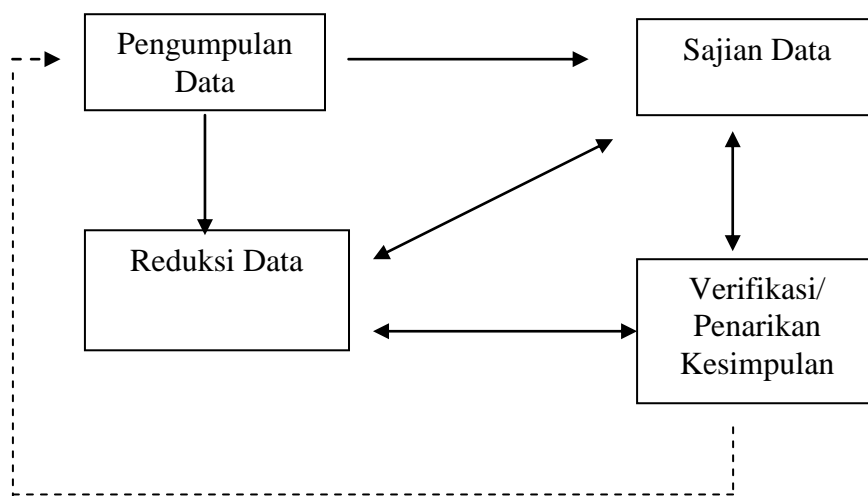 Pengumpulan
Data
Sajian Data
Reduksi Data
Verifikasi/
Penarikan
Kesimpulan